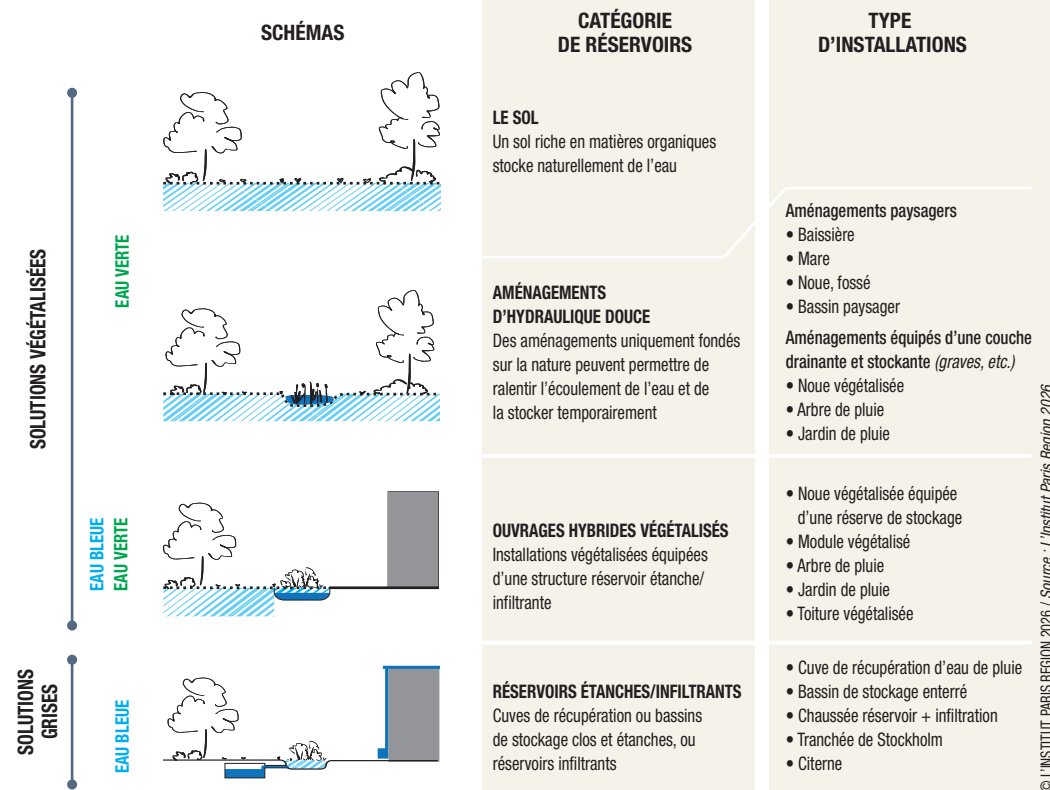 SCHÉMAS
CATÉGORIE
DE RÉSERVOIRS
TYPE
D'INSTALLATIONS
SOLUTIONS VÉGÉTALISÉES
EAU VERTE
LE SOL
Un sol riche en matières organiques
stocke naturellement de l'eau
AMÉNAGEMENTS
D'HYDRAULIQUE DOUCE
Des aménagements uniquement fondés
sur la nature peuvent permettre de
ralentir l'écoulement de l'eau et de
la stocker temporairement
Aménagements paysagers
• Baissière
• Mare
• Noue, fossé
• Bassin paysager
Aménagements équipés d'une couche
drainante et stockante (graves, etc.)
• Noue végétalisée
• Arbre de pluie
• Jardin de pluie
EAU BLEUE
EAU VERTE
OUVRAGES HYBRIDES VÉGÉTALISÉS
Installations végétalisées équipées
d'une structure réservoir étanche/
infiltrante
• Noue végétalisée équipée
d'une réserve de stockage
• Module végétalisé
• Arbre de pluie
• Jardin de pluie
• Toiture végétalisée
SOLUTIONS
GRISES
EAU BLEUE
RÉSERVOIRS ÉTANCHES/INFILTRANTS
Cuves de récupération ou bassins
de stockage clos et étanches, ou
réservoirs infiltrants
• Cuve de récupération d'eau de pluie
• Bassin de stockage enterré
• Chaussée réservoir + infiltration
• Tranchée de Stockholm
• Citerne
© L'INSTITUT PARIS REGION 2026 / Source : L'Institut Paris Region 2026